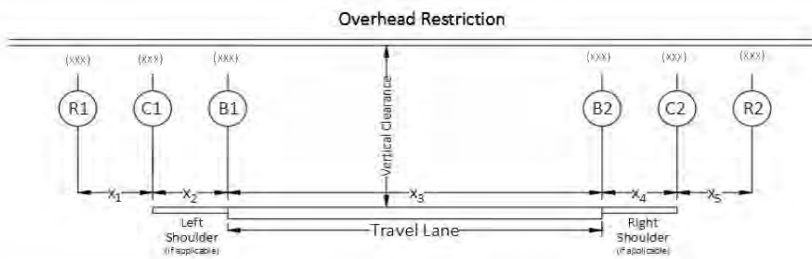 Overhead Restriction
(xxx) (xxx) (xxx) (xxx) (xxx) (xxx)
R1 C1 B1 B2 C2 R2
Vertical Clearance
X1 X2 X3 X4 X5
Left Shoulder (if applicable)
Travel Lane
Right Shoulder (if applicable)